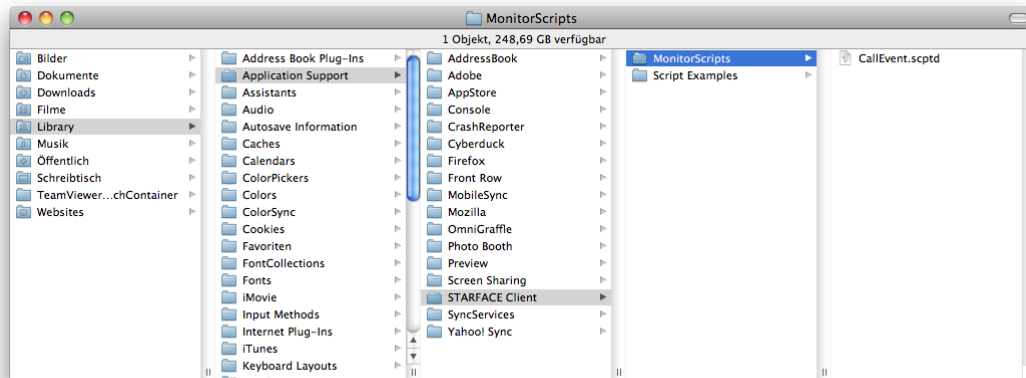 MonitorScripts
1 Objekt, 248,69 GB verfügbar
Bilder
Dokumente
Downloads
Filme
Library
Musik
Öffentlich
Schreibtisch
TeamViewer...chContainer
Websites
Address Book Plug-Ins
Application Support
Assistants
Audio
Autosave Information
Caches
Calendars
ColorPickers
Colors
ColorSync
Cookies
Favoriten
FontCollections
Fonts
iMovie
Input Methods
Internet Plug-Ins
iTunes
Keyboard Layouts
AddressBook
Adobe
AppStore
Console
CrashReporter
Cyberduck
Firefox
Front Row
MobileSync
Mozilla
OmniGraffle
Photo Booth
Preview
Screen Sharing
STARFACE Client
SyncServices
Yahoo! Sync
MonitorScripts
Script Examples
CallEvent.scptd